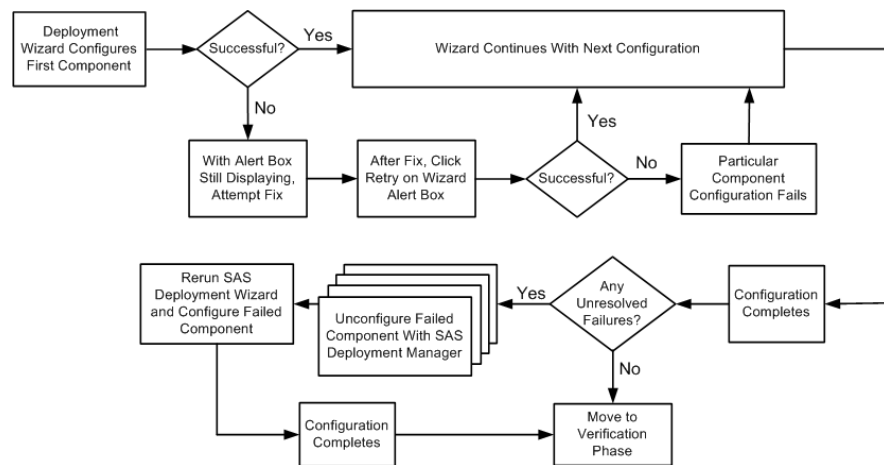 Deployment
Wizard Configures
First Component
Successful?
Yes
Wizard Continues With Next Configuration
No
With Alert Box
Still Displaying,
Attempt Fix
After Fix, Click
Retry on Wizard
Alert Box
Successful?
Yes
No
Particular
Component
Configuration Fails
Configuration
Completes
Any
Unresolved
Failures?
Yes
Unconfigure Failed
Component With SAS
Deployment Manager
Rerun SAS
Deployment Wizard
and Configure Failed
Component
No
Configuration
Completes
Move to
Verification
Phase